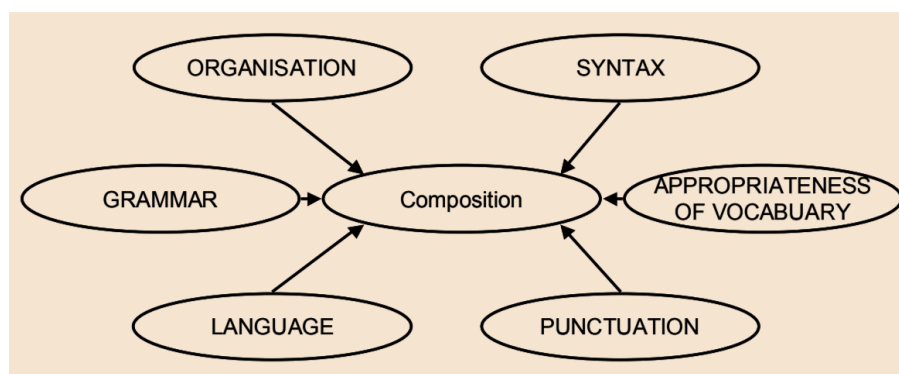 ORGANISATION
SYNTAX
GRAMMAR
Composition
APPROPRIATENESS
OF VOCABUARY
LANGUAGE
PUNCTUATION